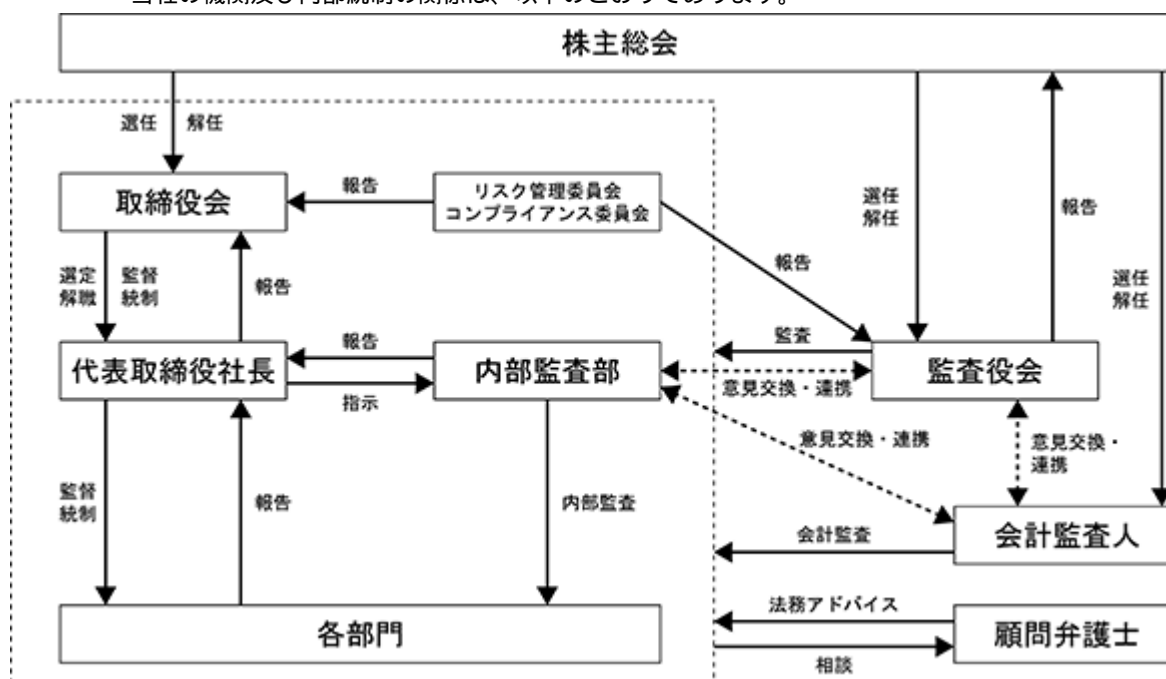 当社の機関及び内部統制の関係は、以下のとおりであります。
株主総会
選任 解任
取締役会
報告
リスク管理委員会
コンプライアンス委員会
選任
解任
報告
選定
解職
監督
統制
報告
報告
選任
解任
代表取締役社長
報告
指示
内部監査部
監査
意見交換・連携
監査役会
意見交換・連携
意見交換・
連携
監督
統制
報告
内部監査
会計監査
会計監査人
各部門
法務アドバイス
相談
顧問弁護士